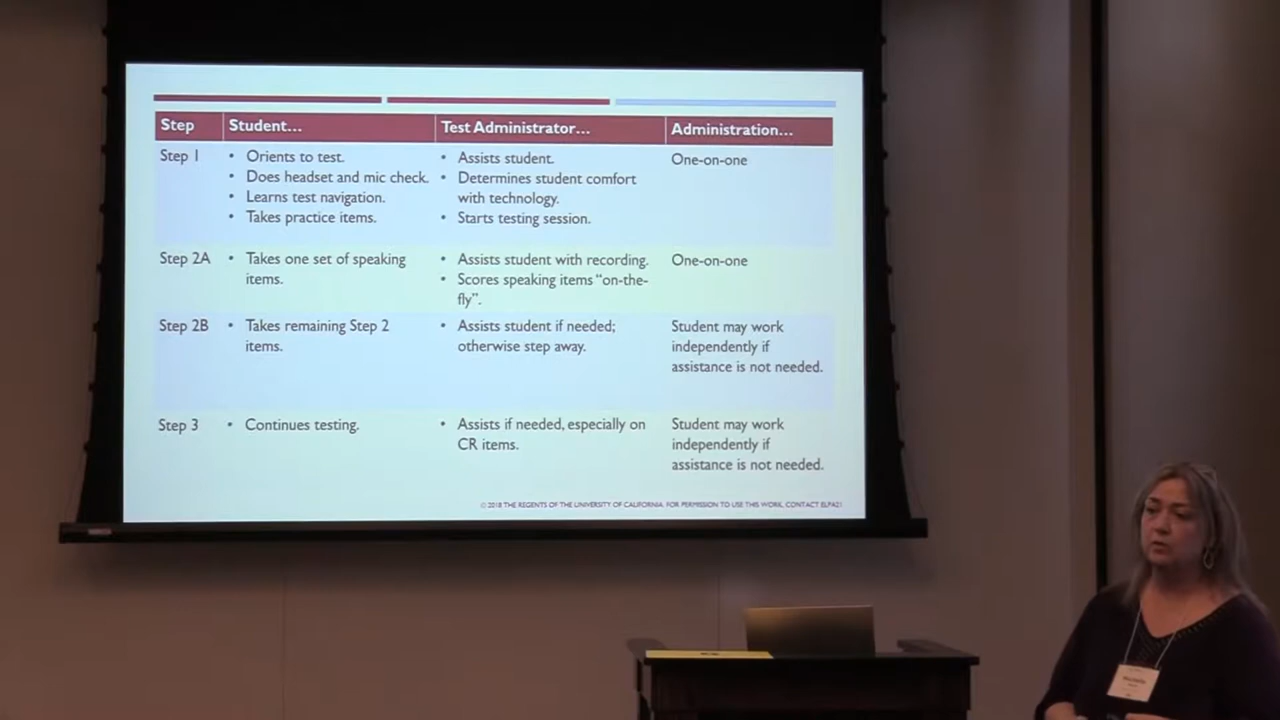 Step Student... Test Administrator... Administration...
Step 1
• Orients to test.
• Does headset and mic check.
• Learns test navigation.
• Takes practice items.
• Assists student.
• Determines student comfort
with technology.
• Starts testing session.
One-on-one
Step 2A
• Takes one set of speaking
items.
• Assists student with recording.
• Scores speaking items "on-the-
fly".
One-on-one
Step 2B
• Takes remaining Step 2
items.
• Assists student if needed;
otherwise step away.
Student may work
independently if
assistance is not needed.
Step 3
• Continues testing.
• Assists if needed, especially on
CR items.
Student may work
independently if
assistance is not needed.
© 2018 THE REGENTS OF THE UNIVERSITY OF CALIFORNIA. FOR PERMISSION TO USE THIS WORK, CONTACT ELPA21